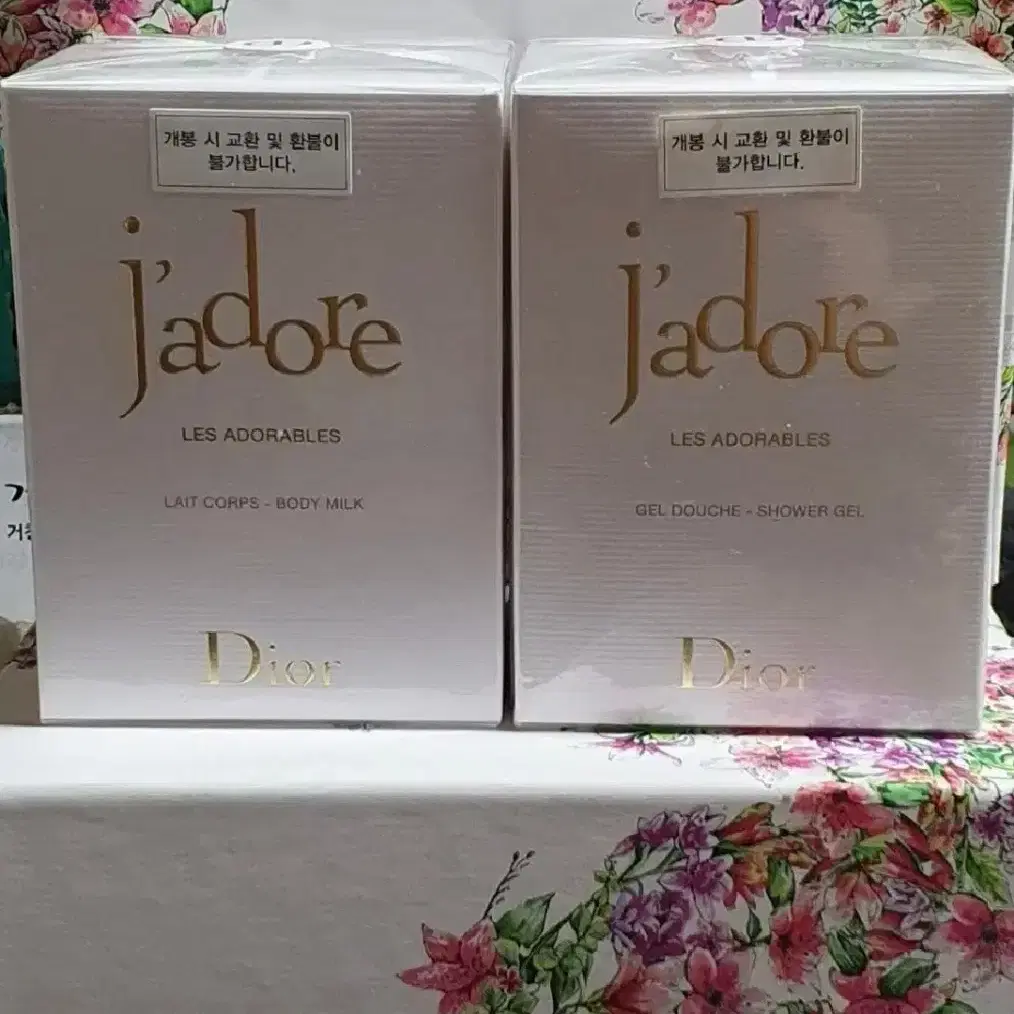 개봉 시 교환 및 환불이
불가합니다.
j'adore
LES ADORABLES
LAIT CORPS - BODY MILK
Dior
개봉 시 교환 및 환불이
불가합니다.
j'adore
LES ADORABLES
GEL DOUCHE - SHOWER GEL
Dior